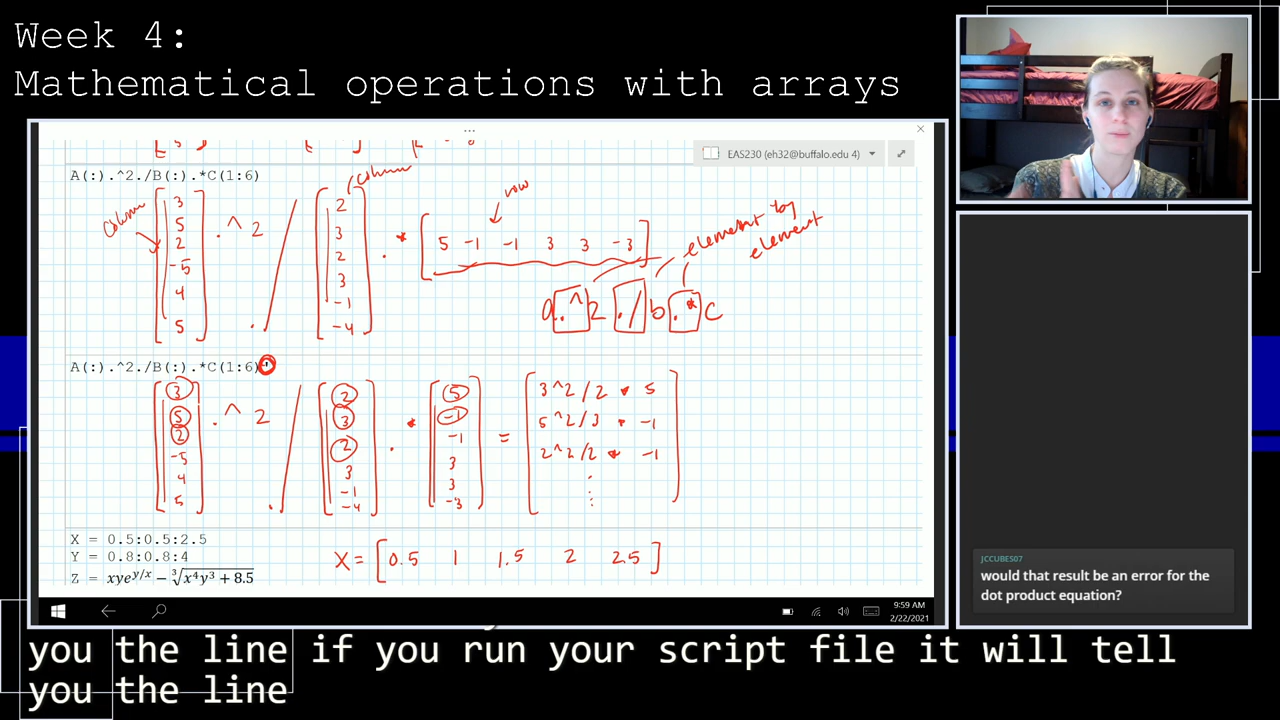 Week 4:
Mathematical operations with arrays
EAS230 (eh32@buffalo.edu 4)
A(:).^2./B(:).*C(1:6)
column
column
row
3
5
2
-5
4
5
.^2
./
2
3
2
3
-1
-4
.*
[5 -1 -1 3 3 -3]
element by
element
a.^2 ./ b .* c
A(:).^2./B(:).*C(1:6)'
3
5
2
-5
4
5
.^2
./
2
3
2
3
-1
-4
.*
5
-1
-1
3
3
-3
=
3^2/2 * 5
5^2/3 * -1
2^2/2 * -1
X = 0.5:0.5:2.5
Y = 0.8:0.8:4
Z = xye^{y/x} − ∛(x⁴y³ + 8.5)
X = [0.5 1 1.5 2 2.5]
9:59 AM
2/22/2021
JCCUBES07
would that result be an error for the
dot product equation?
you the line if you run your script file it will tell
you the line